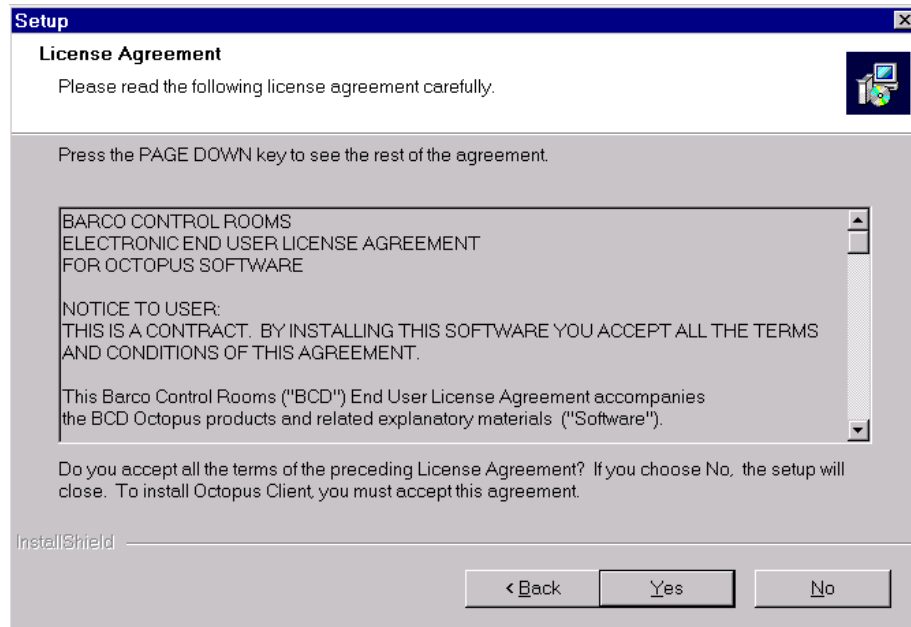 Setup
License Agreement
Please read the following license agreement carefully.
Press the PAGE DOWN key to see the rest of the agreement.
BARCO CONTROL ROOMS
ELECTRONIC END USER LICENSE AGREEMENT
FOR OCTOPUS SOFTWARE
NOTICE TO USER:
THIS IS A CONTRACT.  BY INSTALLING THIS SOFTWARE YOU ACCEPT ALL THE TERMS
AND CONDITIONS OF THIS AGREEMENT.
This Barco Control Rooms ("BCD") End User License Agreement accompanies
the BCD Octopus products and related explanatory materials  ("Software").
Do you accept all the terms of the preceding License Agreement?  If you choose No,  the setup will
close.  To install Octopus Client, you must accept this agreement.
InstallShield
< Back
Yes
No